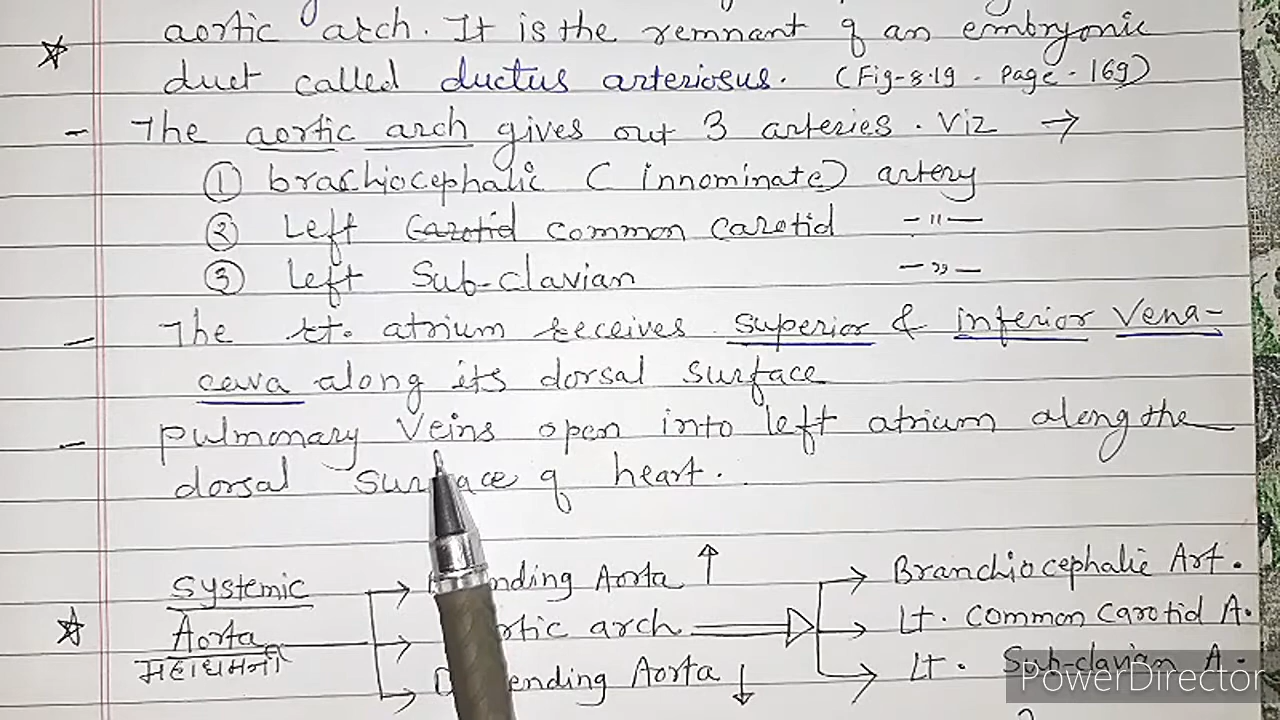 aortic arch. It is the remnant of an embryonic
☆ duct called ductus arteriosus. (Fig-8.19 - Page - 169)
- The aortic arch gives out 3 arteries. Viz →
① brachiocephalic (innominate) artery
② Left Carotid common carotid -"-
③ Left Sub-clavian -"-
- The rt. atrium receives superior & inferior Vena-
cava along its dorsal surface
- pulmonary Veins open into left atrium along the
dorsal surface of heart.
Systemic → nding Aorta ↑ → Branchiocephalic Art.
☆ Aorta → rtic arch → Lt. Common Carotid A.
महाधमनी → D ending Aorta ↓ → Lt. Sub-clavian A.
PowerDirector